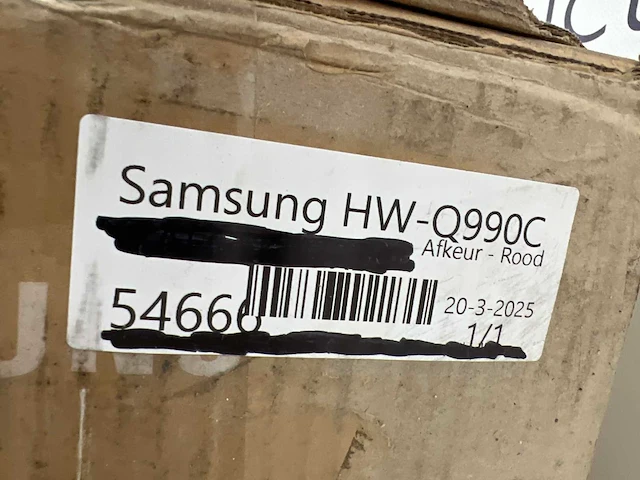 Samsung HW-Q990C
Afkeur - Rood
54666
20-3-2025
1/1